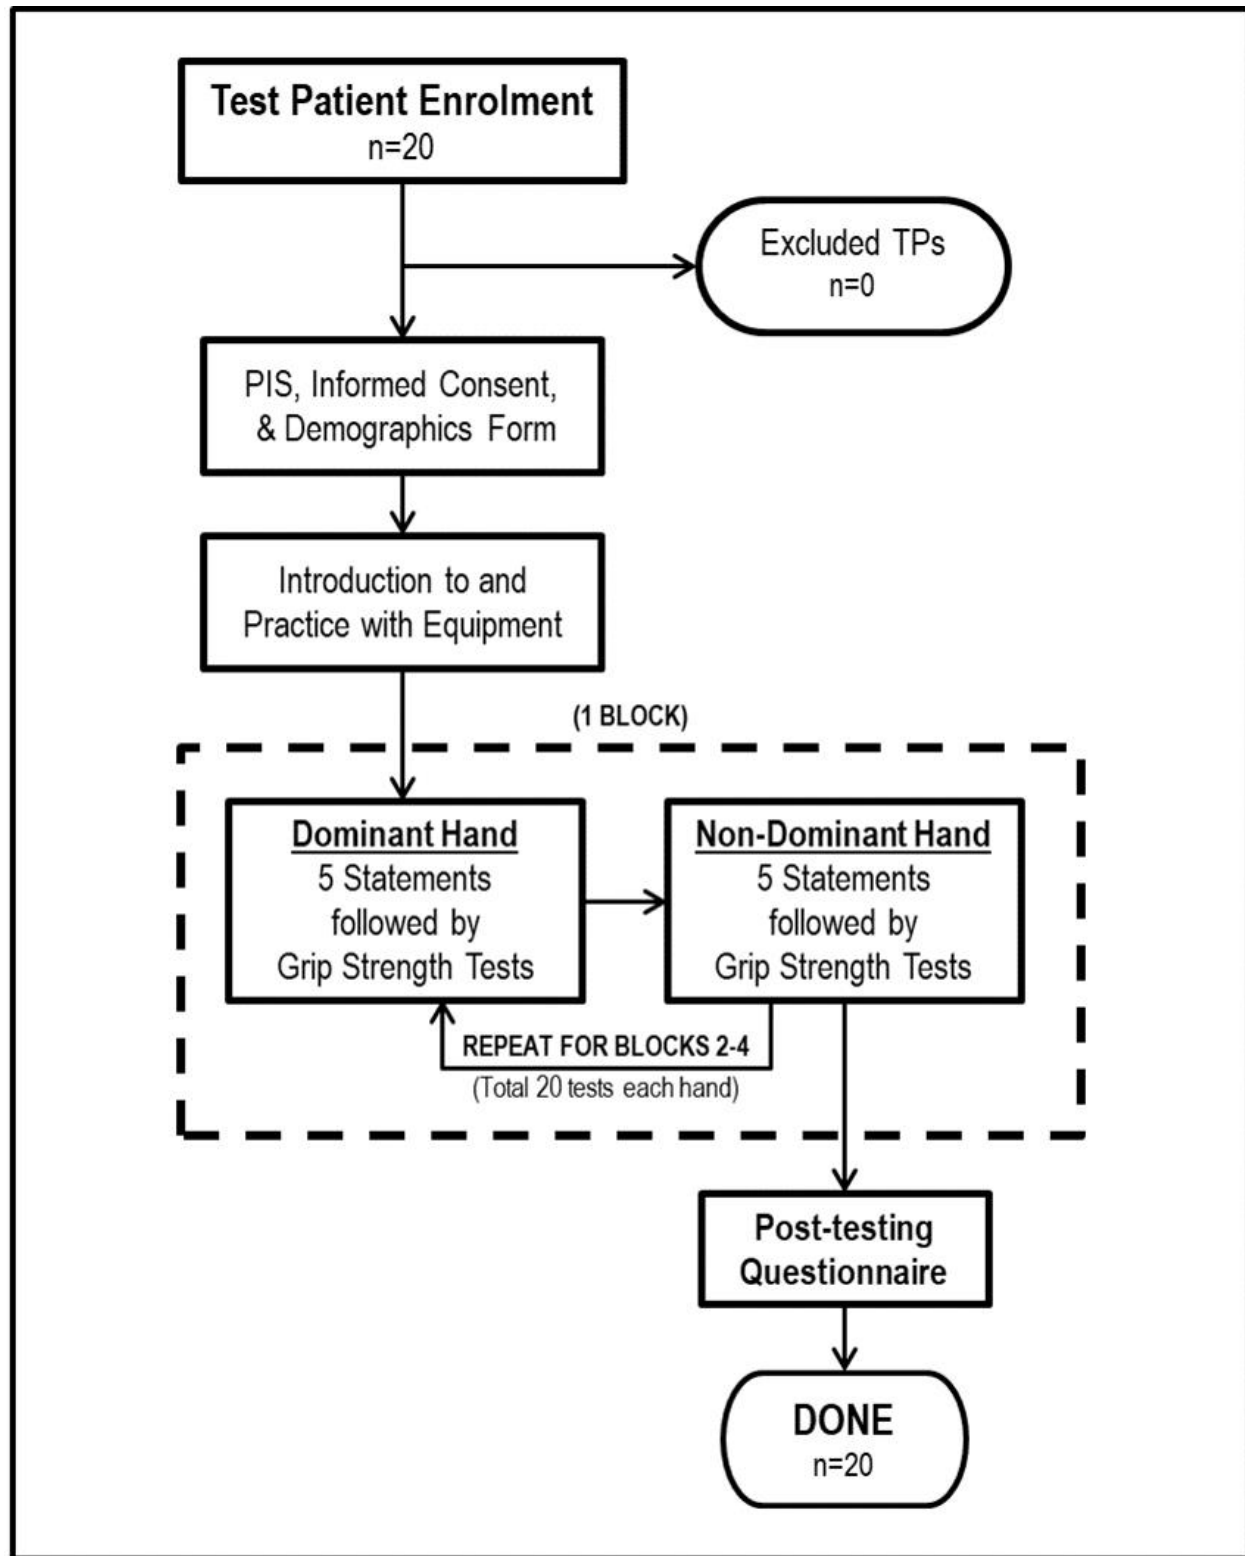 Test Patient Enrolment
n=20
Excluded TPs
n=0
PIS, Informed Consent,
& Demographics Form
Introduction to and
Practice with Equipment
(1 BLOCK)
Dominant Hand
5 Statements
followed by
Grip Strength Tests
Non-Dominant Hand
5 Statements
followed by
Grip Strength Tests
REPEAT FOR BLOCKS 2-4
(Total 20 tests each hand)
Post-testing
Questionnaire
DONE
n=20